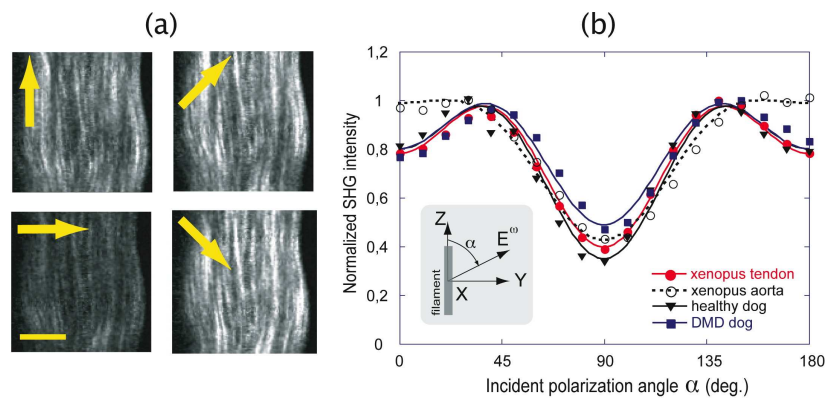 (a)
(b)
Normalized SHG intensity
1,2
1
0,8
0,6
0,4
0,2
0
0
45
90
135
180
Incident polarization angle α (deg.)
Z
α
E^ω
Y
X
filament
xenopus tendon
xenopus aorta
healthy dog
DMD dog